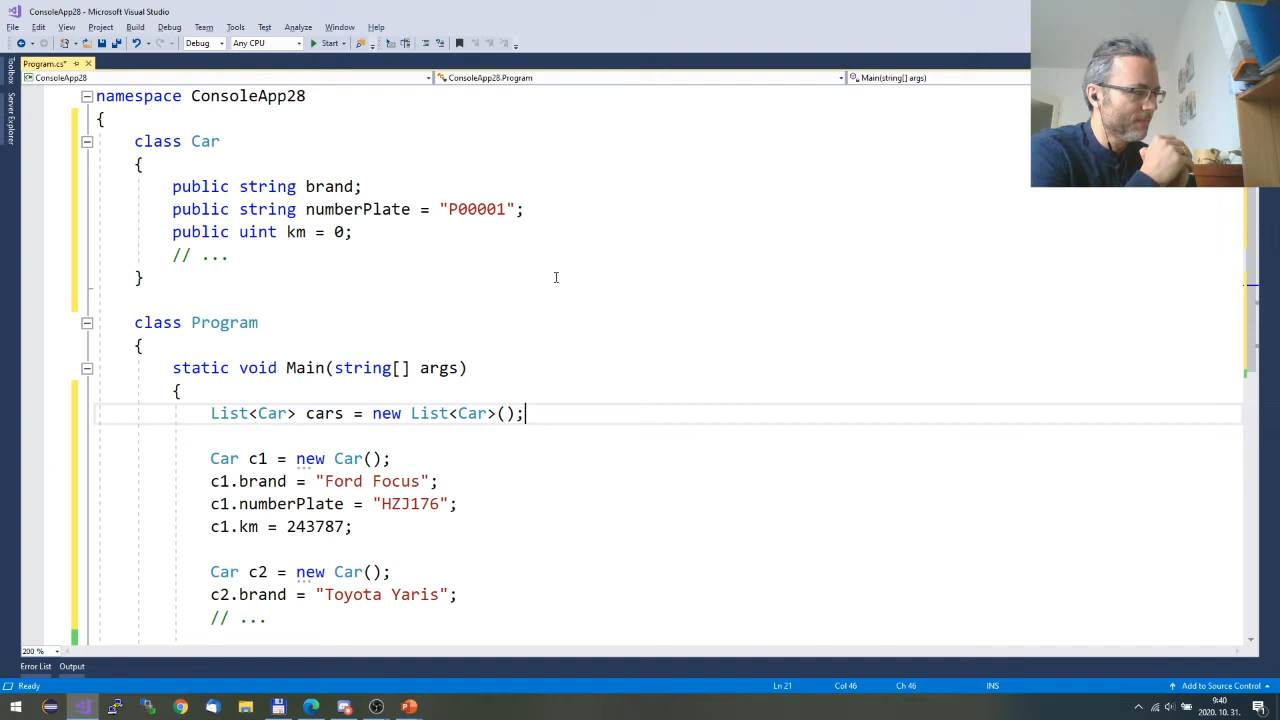 ConsoleApp28 - Microsoft Visual Studio
File Edit View Project Build Debug Team Tools Test Analyze Window Help
Debug Any CPU Start
Program.cs*
ConsoleApp28 ConsoleApp28.Program Main(string[] args)
Toolbox
Server Explorer
namespace ConsoleApp28
{
class Car
{
public string brand;
public string numberPlate = "P00001";
public uint km = 0;
// ...
}
class Program
{
static void Main(string[] args)
{
List<Car> cars = new List<Car>();
Car c1 = new Car();
c1.brand = "Ford Focus";
c1.numberPlate = "HZJ176";
c1.km = 243787;
Car c2 = new Car();
c2.brand = "Toyota Yaris";
// ...
200 %
Error List Output
Ready Ln 21 Col 46 Ch 46 INS Add to Source Control
9:40
2020. 10. 31.